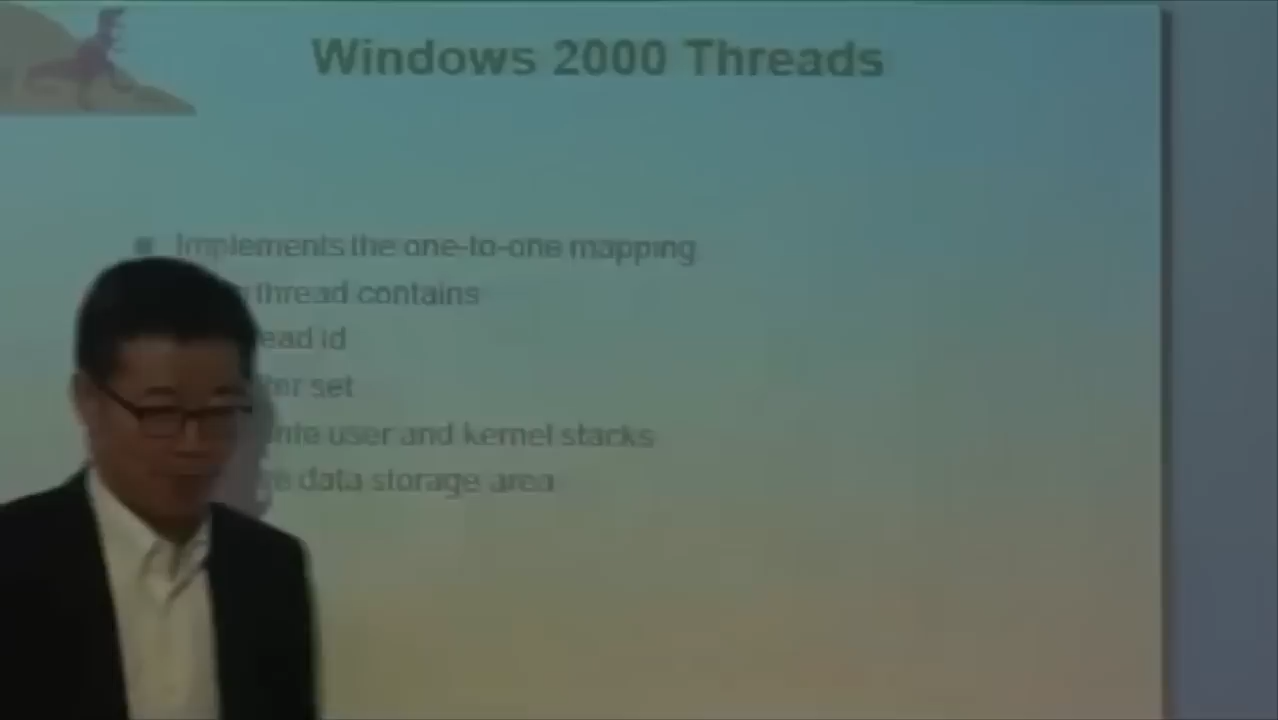 Windows 2000 Threads
Implements the one-to-one mapping
thread contains
ead id
ter set
user and kernel stacks
data storage area